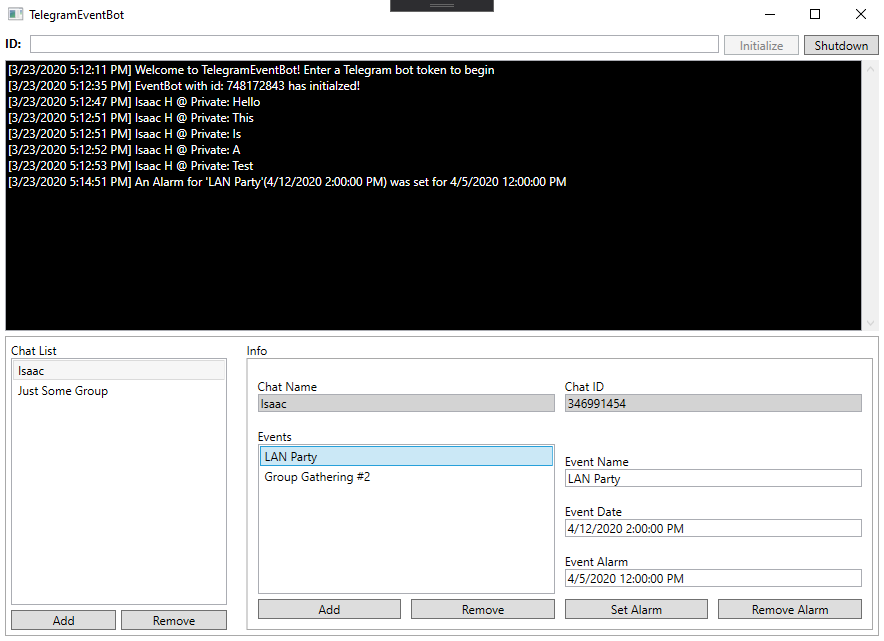 TelegramEventBot
ID: Initialize Shutdown
[3/23/2020 5:12:11 PM] Welcome to TelegramEventBot! Enter a Telegram bot token to begin
[3/23/2020 5:12:35 PM] EventBot with id: 748172843 has initialzed!
[3/23/2020 5:12:47 PM] Isaac H @ Private: Hello
[3/23/2020 5:12:51 PM] Isaac H @ Private: This
[3/23/2020 5:12:51 PM] Isaac H @ Private: Is
[3/23/2020 5:12:52 PM] Isaac H @ Private: A
[3/23/2020 5:12:53 PM] Isaac H @ Private: Test
[3/23/2020 5:14:51 PM] An Alarm for 'LAN Party'(4/12/2020 2:00:00 PM) was set for 4/5/2020 12:00:00 PM
Chat List
Isaac
Just Some Group
Add Remove
Info
Chat Name
Isaac
Chat ID
346991454
Events
LAN Party
Group Gathering #2
Add Remove
Event Name
LAN Party
Event Date
4/12/2020 2:00:00 PM
Event Alarm
4/5/2020 12:00:00 PM
Set Alarm Remove Alarm